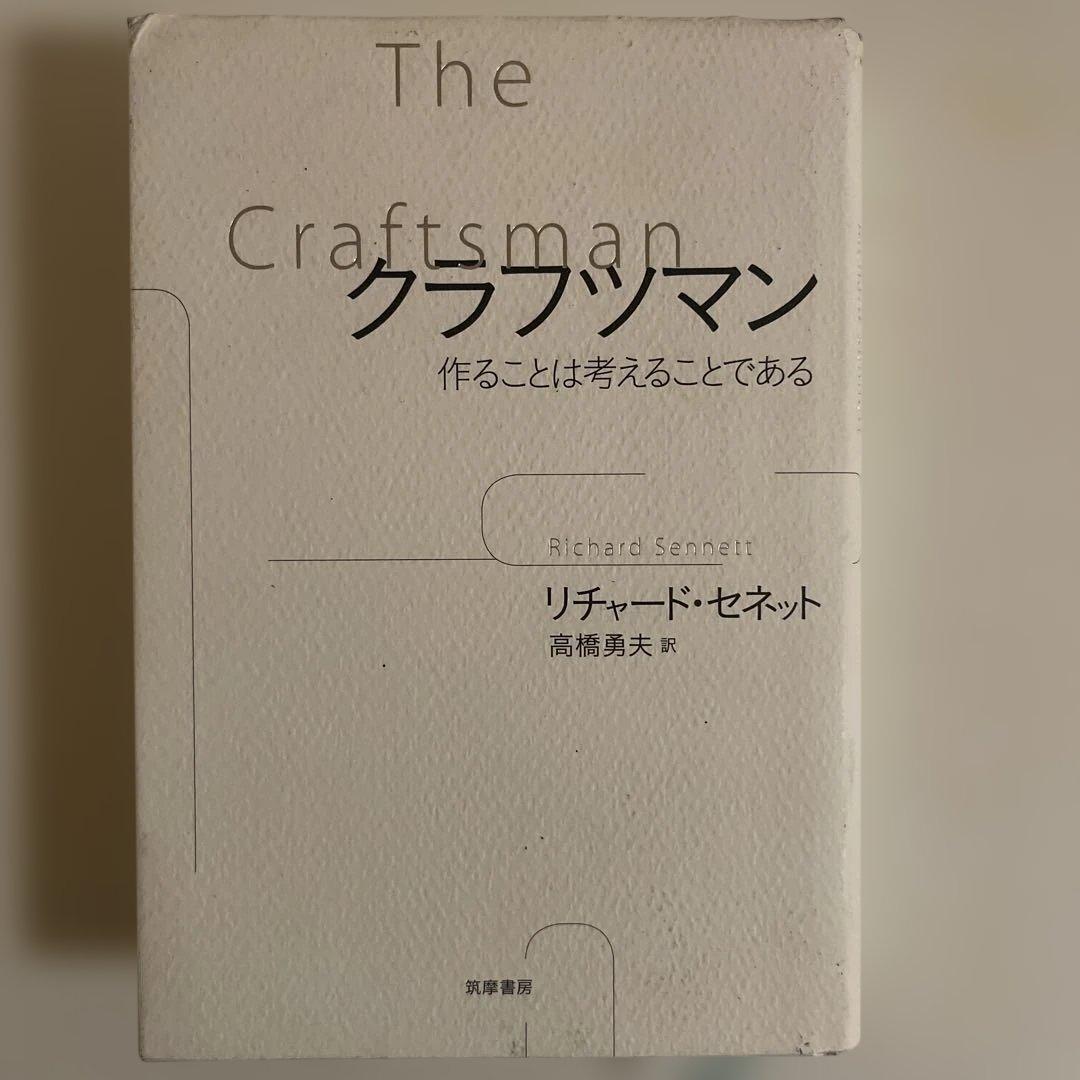 The
Craftsman
クラフツマン
作ることは考えることである
Richard Sennett
リチャード・セネット
高橋勇夫 訳
筑摩書房